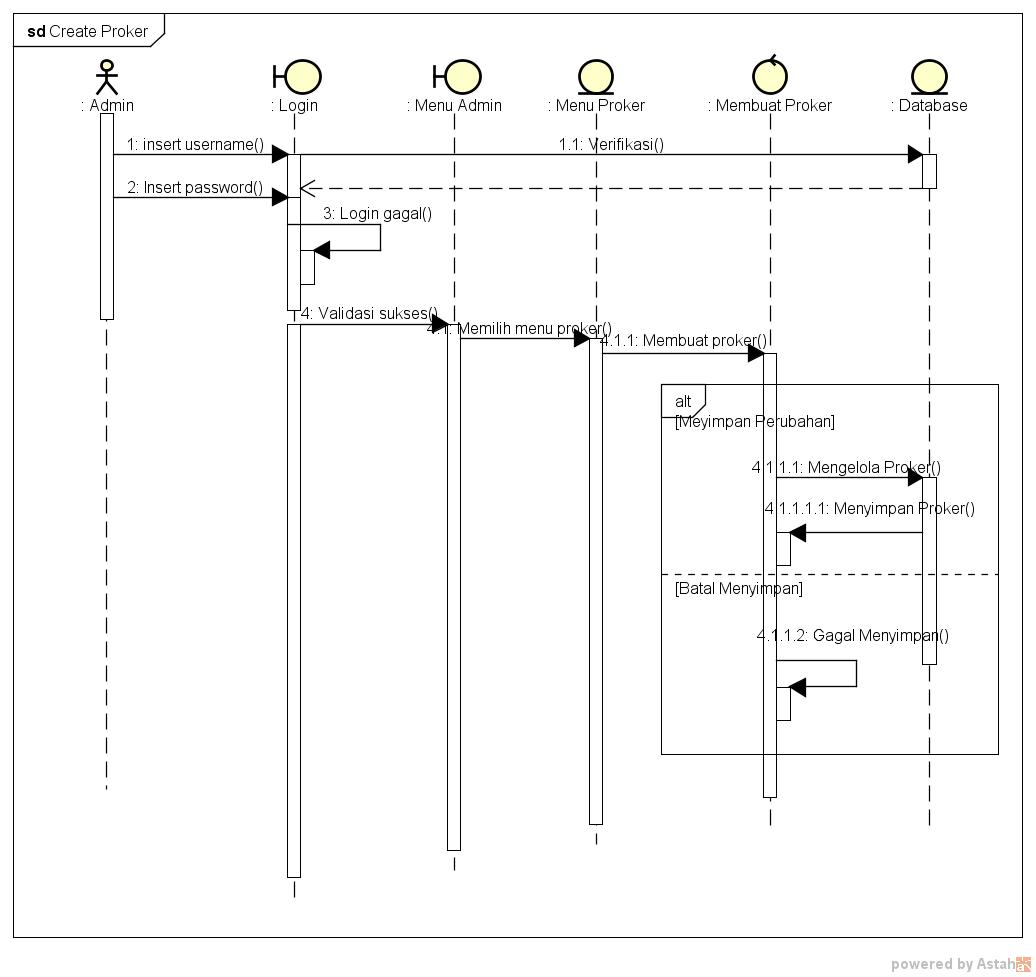 sd Create Proker
: Admin
: Login
: Menu Admin
: Menu Proker
: Membuat Proker
: Database
1: insert username()
1.1: Verifikasi()
2: Insert password()
3: Login gagal()
4: Validasi sukses()
4.1: Memilih menu proker()
4.1.1: Membuat proker()
alt
[Meyimpan Perubahan]
4.1.1.1: Mengelola Proker()
4.1.1.1.1: Menyimpan Proker()
[Batal Menyimpan]
4.1.1.2: Gagal Menyimpan()
powered by Astah